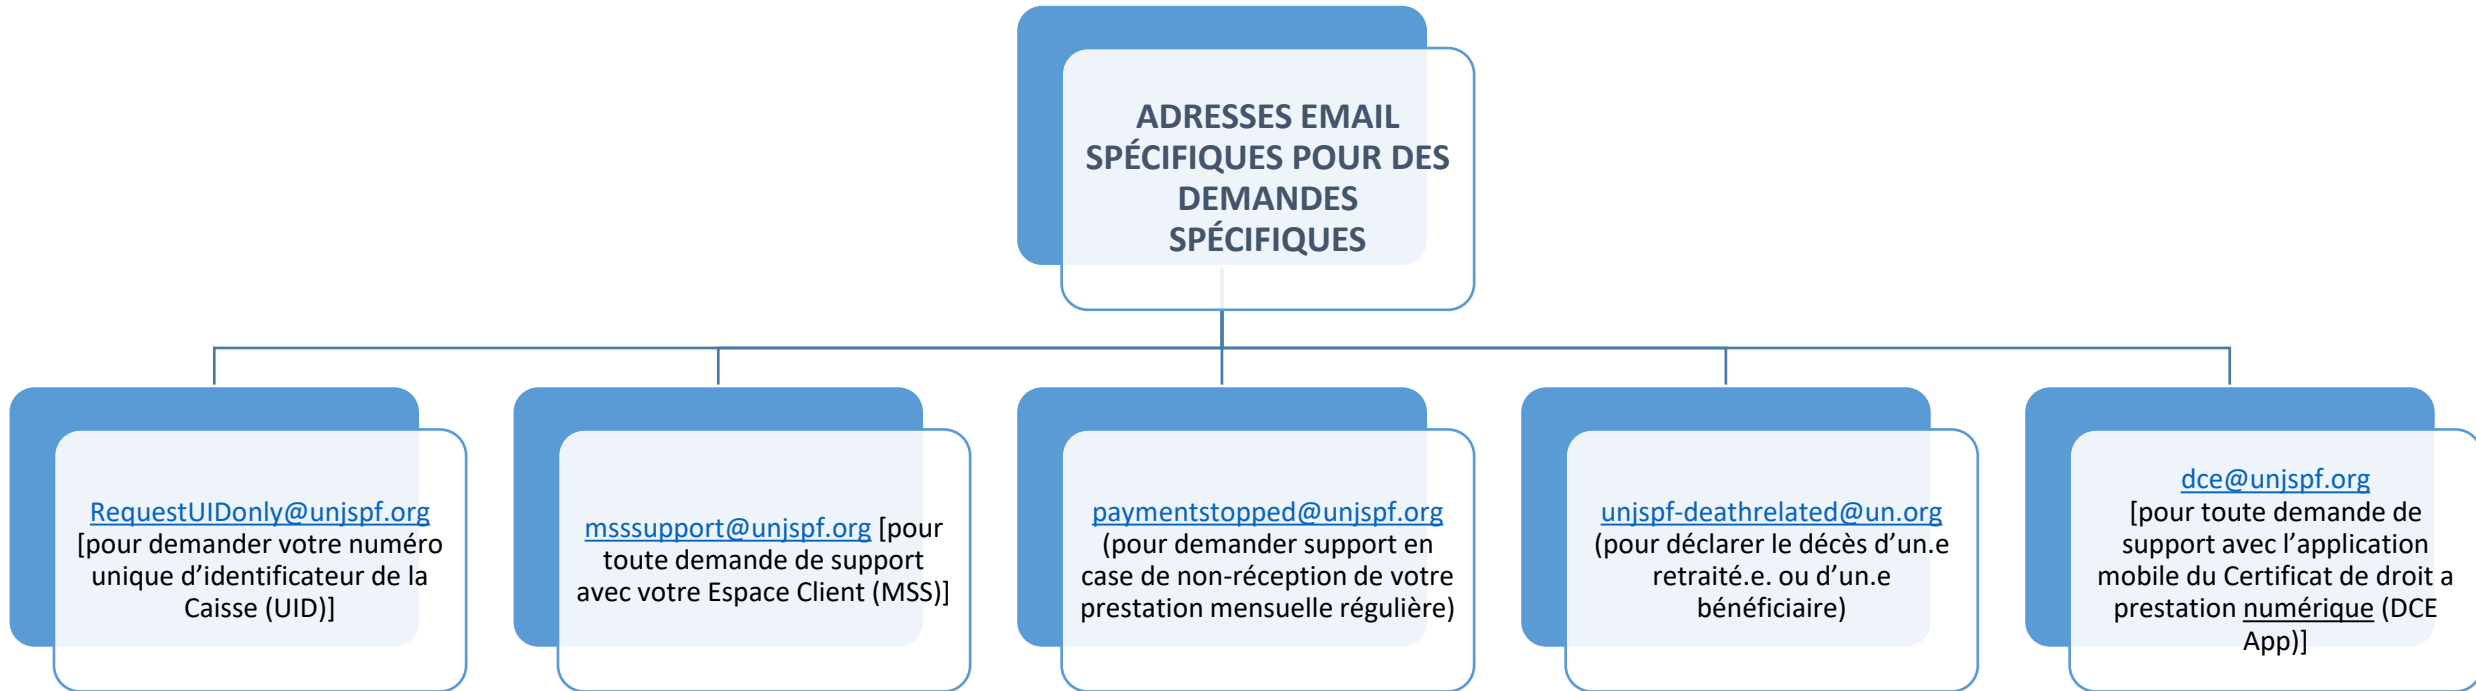 ADRESSES EMAIL
SPÉCIFIQUES POUR DES
DEMANDES
SPÉCIFIQUES
RequestUIDonly@unjspf.org
[pour demander votre numéro
unique d’identificateur de la
Caisse (UID)]
msssupport@unjspf.org [pour
toute demande de support
avec votre Espace Client (MSS)]
paymentstopped@unjspf.org
(pour demander support en
case de non-réception de votre
prestation mensuelle régulière)
unjspf-deathrelated@un.org
(pour déclarer le décès d’un.e
retraité.e. ou d’un.e
bénéficiaire)
dce@unjspf.org
[pour toute demande de
support avec l’application
mobile du Certificat de droit a
prestation numérique (DCE
App)]